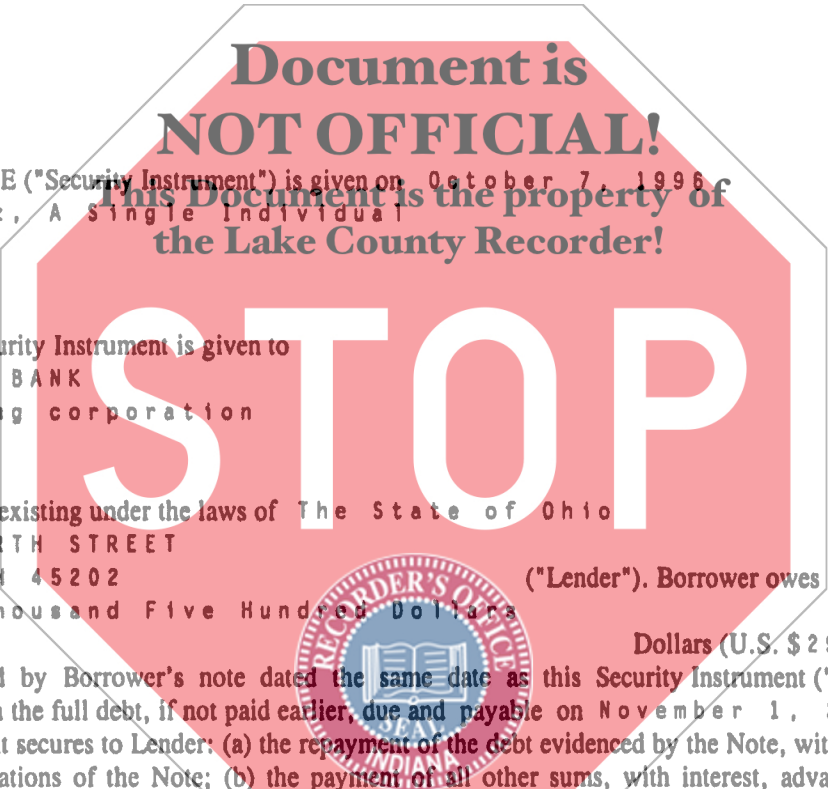 Document is
NOT OFFICIAL!
E ("Security Instrument") is given on October 7, 1996
This Document is the property of
, A Single Individual
the Lake County Recorder!
STOP
urity Instrument is given to
BANK
g corporation
existing under the laws of The State of Ohio
RTH STREET
45202
("Lender"). Borrower owes
housand Five Hundred Dollars
Dollars (U.S. $ 2
d by Borrower's note dated the same date as this Security Instrument ("
the full debt, if not paid earlier, due and payable on November 1,
t secures to Lender: (a) the repayment of the debt evidenced by the Note, wit
ations of the Note; (b) the payment of all other sums, with interest, adva
RECORDER'S OFFICE
SEAL
INDIANA